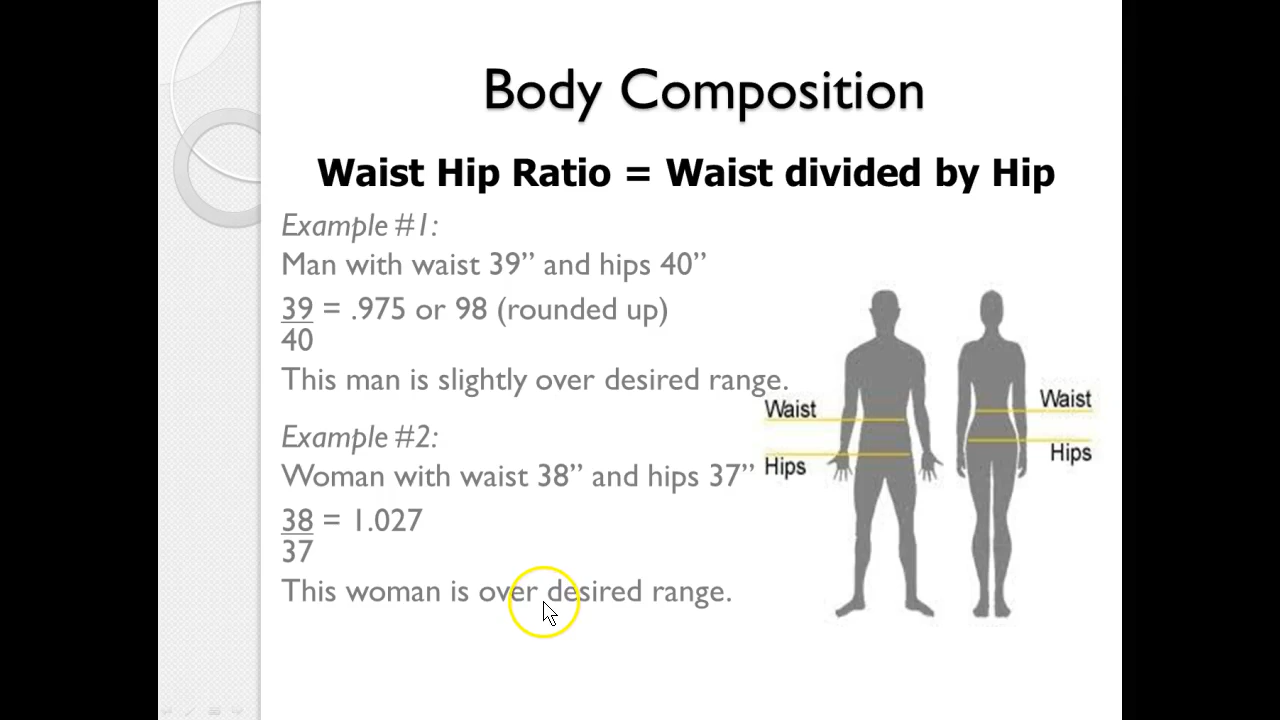 Body Composition
Waist Hip Ratio = Waist divided by Hip
Example #1:
Man with waist 39” and hips 40”
39 = .975 or 98 (rounded up)
40
This man is slightly over desired range.
Example #2:
Woman with waist 38” and hips 37”
38 = 1.027
37
This woman is over desired range.
Waist
Hips
Waist
Hips